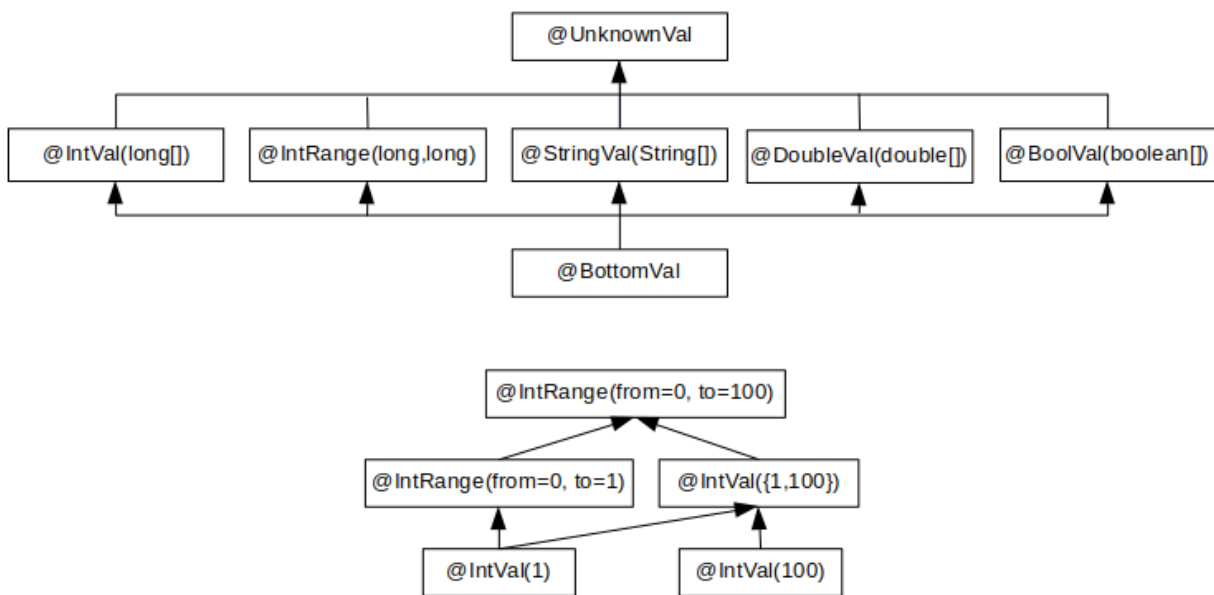 @UnknownVal
@IntVal(long[])
@IntRange(long,long)
@StringVal(String[])
@DoubleVal(double[])
@BoolVal(boolean[])
@BottomVal
@IntRange(from=0, to=100)
@IntRange(from=0, to=1)
@IntVal({1,100})
@IntVal(1)
@IntVal(100)